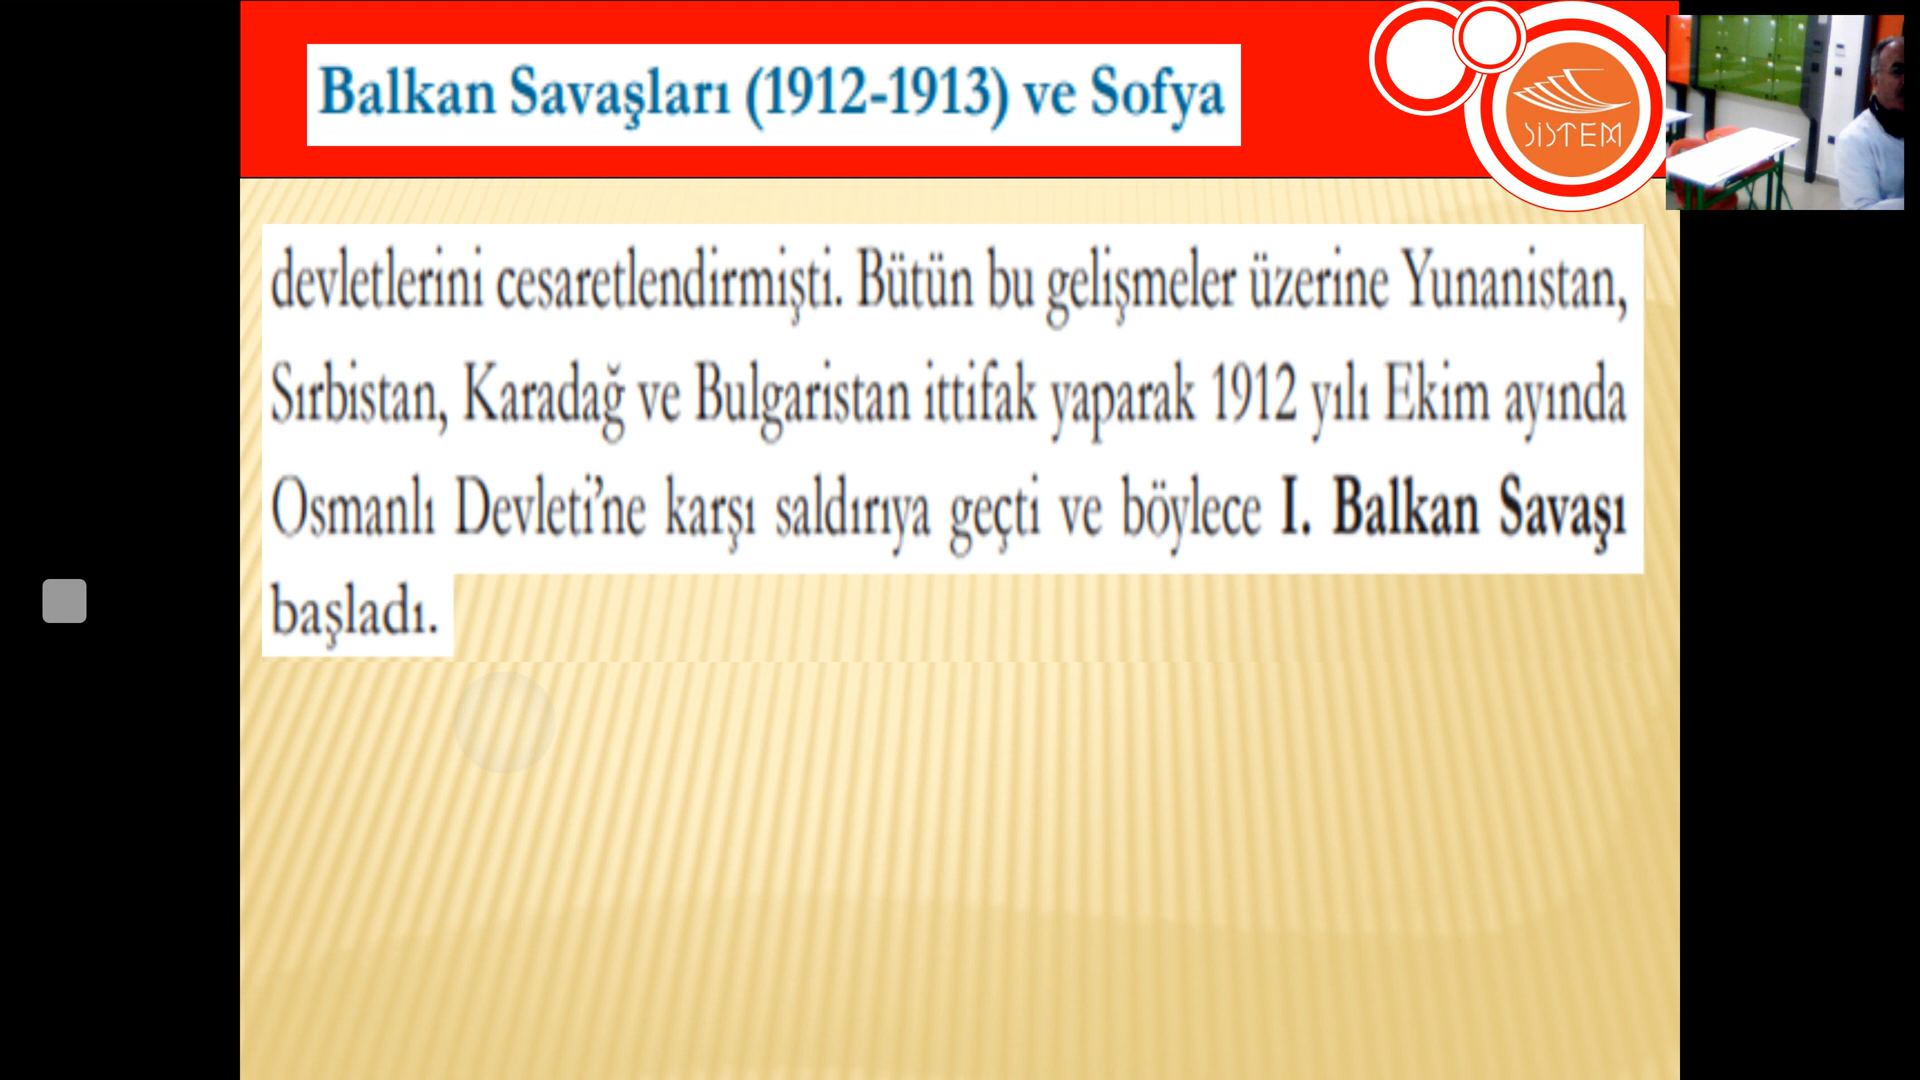 Balkan Savaşları (1912-1913) ve Sofya
SİSTEM
devletlerini cesaretlendirmişti. Bütün bu gelişmeler üzerine Yunanistan,
Sırbistan, Karadağ ve Bulgaristan ittifak yaparak 1912 yılı Ekim ayında
Osmanlı Devleti’ne karşı saldırıya geçti ve böylece I. Balkan Savaşı
başladı.